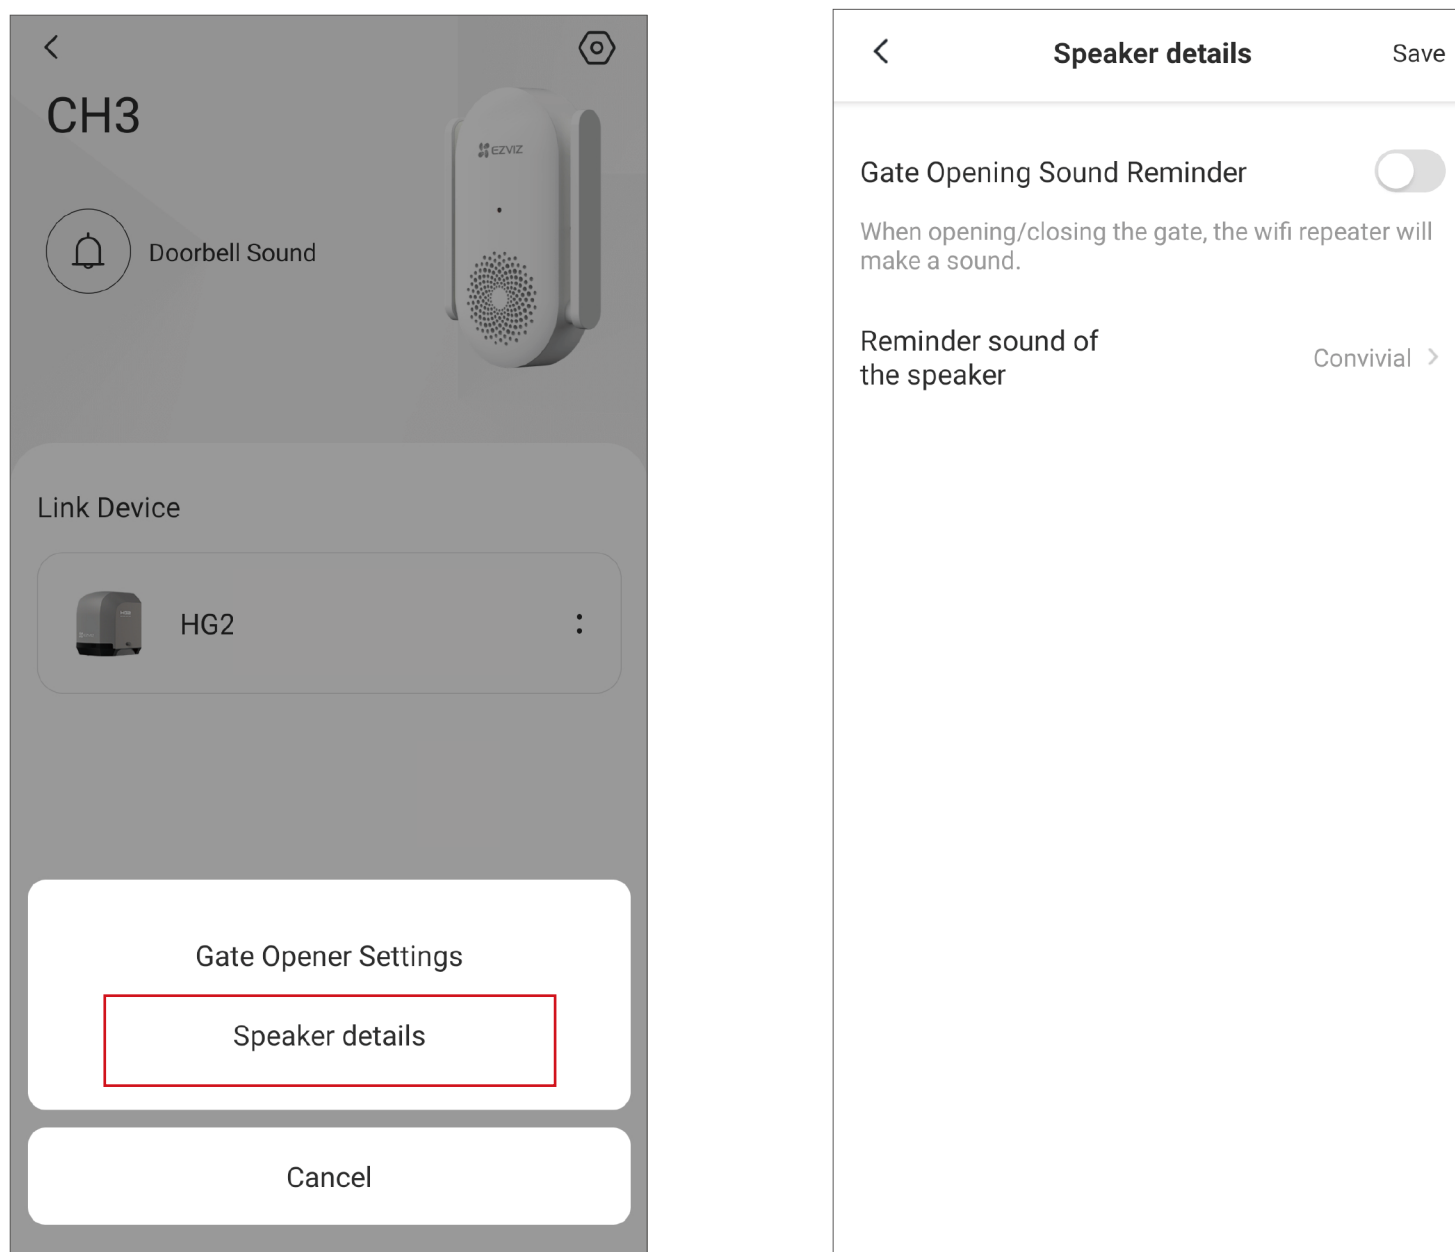 CH3
EZVIZ
Doorbell Sound
Link Device
HG2
Gate Opener Settings
Speaker details
Cancel
Speaker details
Save
Gate Opening Sound Reminder
When opening/closing the gate, the wifi repeater will
make a sound.
Reminder sound of
the speaker
Convivial